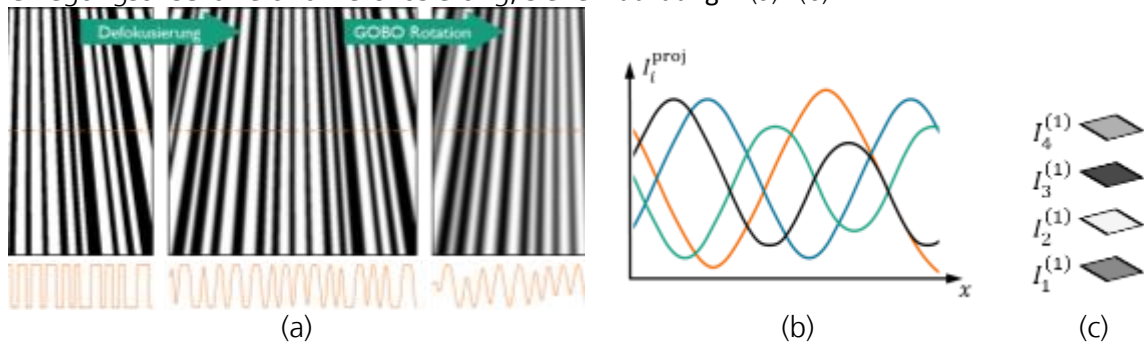 Defokusierung
GOBO Rotation
I_i^proj
x
I_4^(1)
I_3^(1)
I_2^(1)
I_1^(1)
(a)
(b)
(c)